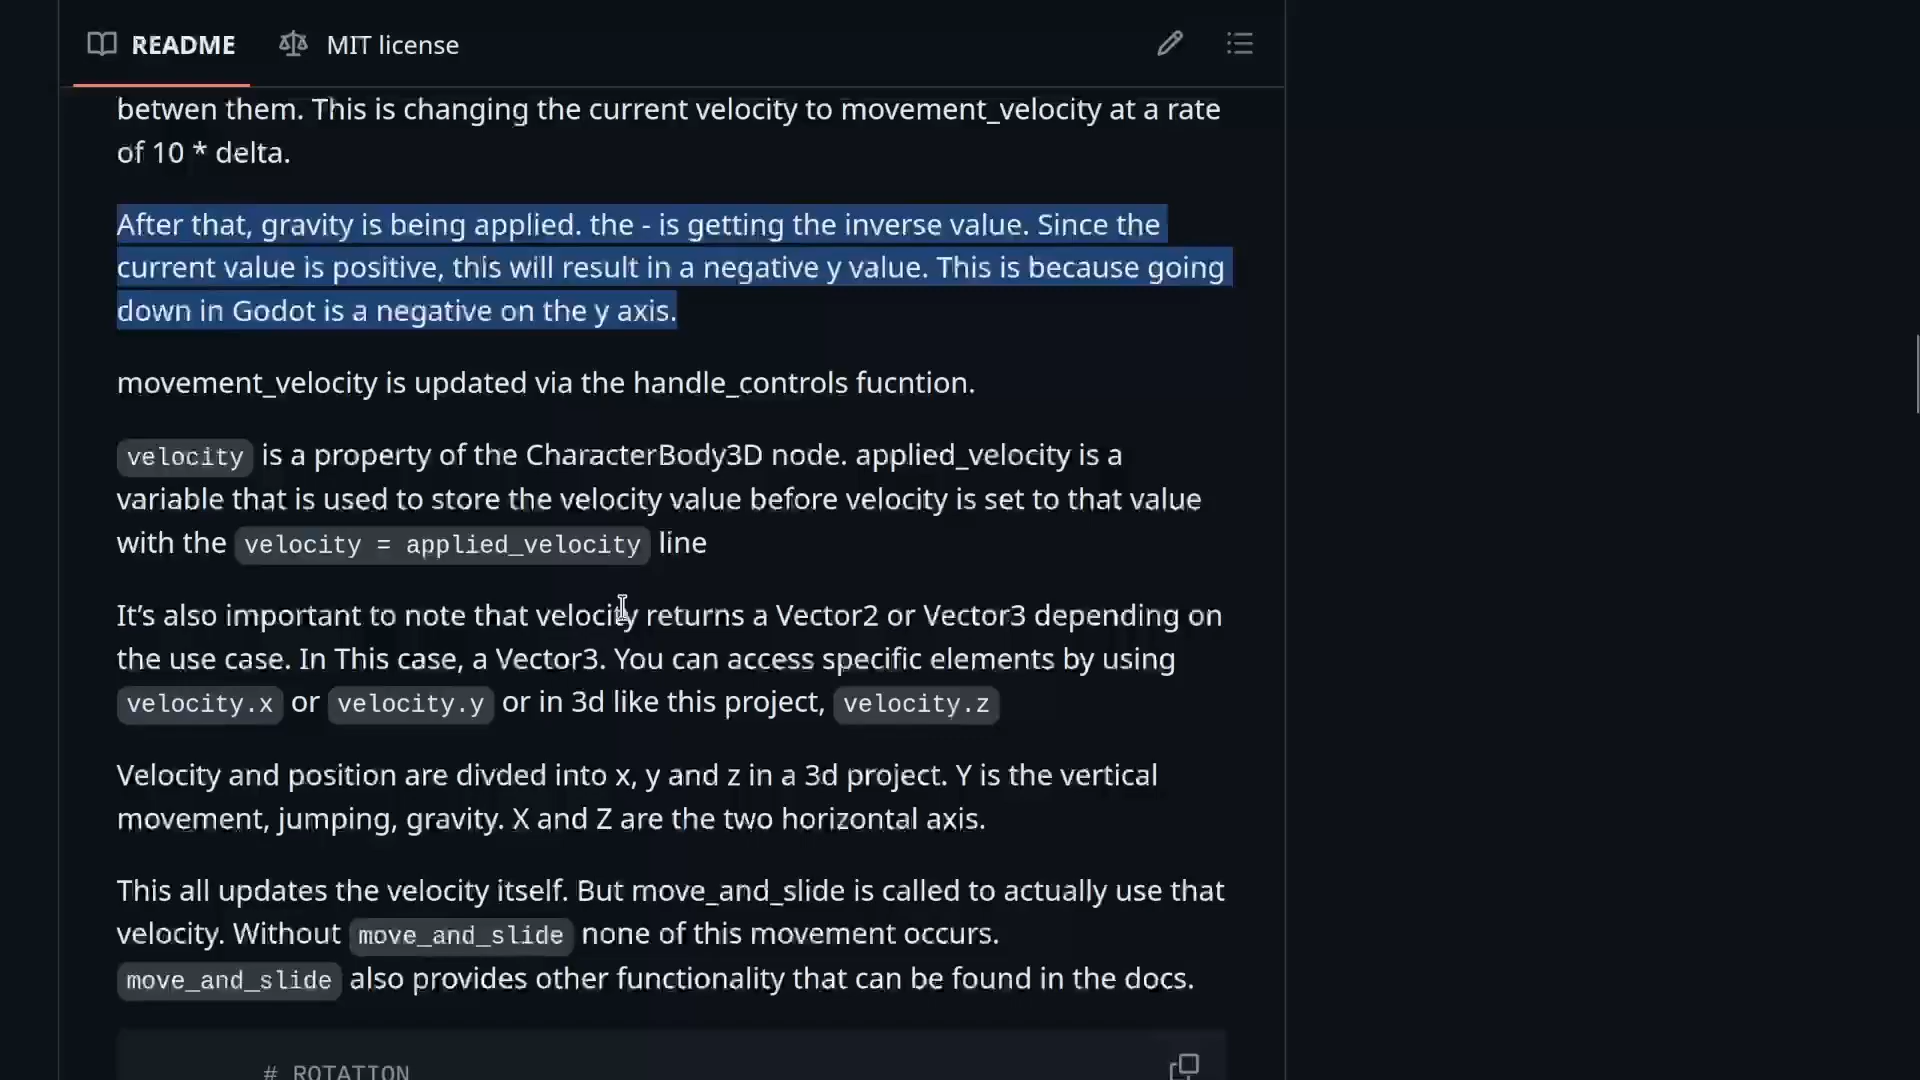 README MIT license
betwen them. This is changing the current velocity to movement_velocity at a rate
of 10 * delta.
After that, gravity is being applied. the - is getting the inverse value. Since the
current value is positive, this will result in a negative y value. This is because going
down in Godot is a negative on the y axis.
movement_velocity is updated via the handle_controls fucntion.
velocity is a property of the CharacterBody3D node. applied_velocity is a
variable that is used to store the velocity value before velocity is set to that value
with the velocity = applied_velocity line
It’s also important to note that velocity returns a Vector2 or Vector3 depending on
the use case. In This case, a Vector3. You can access specific elements by using
velocity.x or velocity.y or in 3d like this project, velocity.z
Velocity and position are divided into x, y and z in a 3d project. Y is the vertical
movement, jumping, gravity. X and Z are the two horizontal axis.
This all updates the velocity itself. But move_and_slide is called to actually use that
velocity. Without move_and_slide none of this movement occurs.
move_and_slide also provides other functionality that can be found in the docs.
# ROTATION